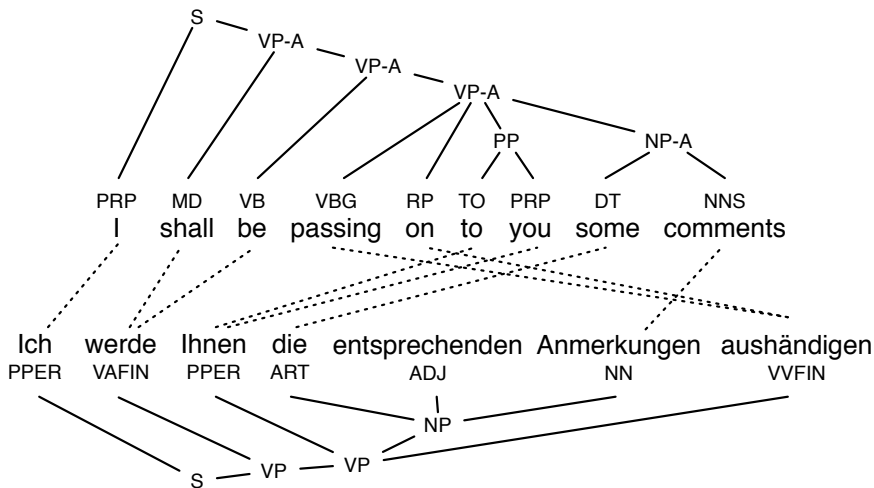 S
VP-A
VP-A
VP-A
PP NP-A
PRP MD VB VBG RP TO PRP DT NNS
I shall be passing on to you some comments
Ich werde Ihnen die entsprechenden Anmerkungen aushändigen
PPER VAFIN PPER ART ADJ NN VVFIN
NP
VP
VP
S